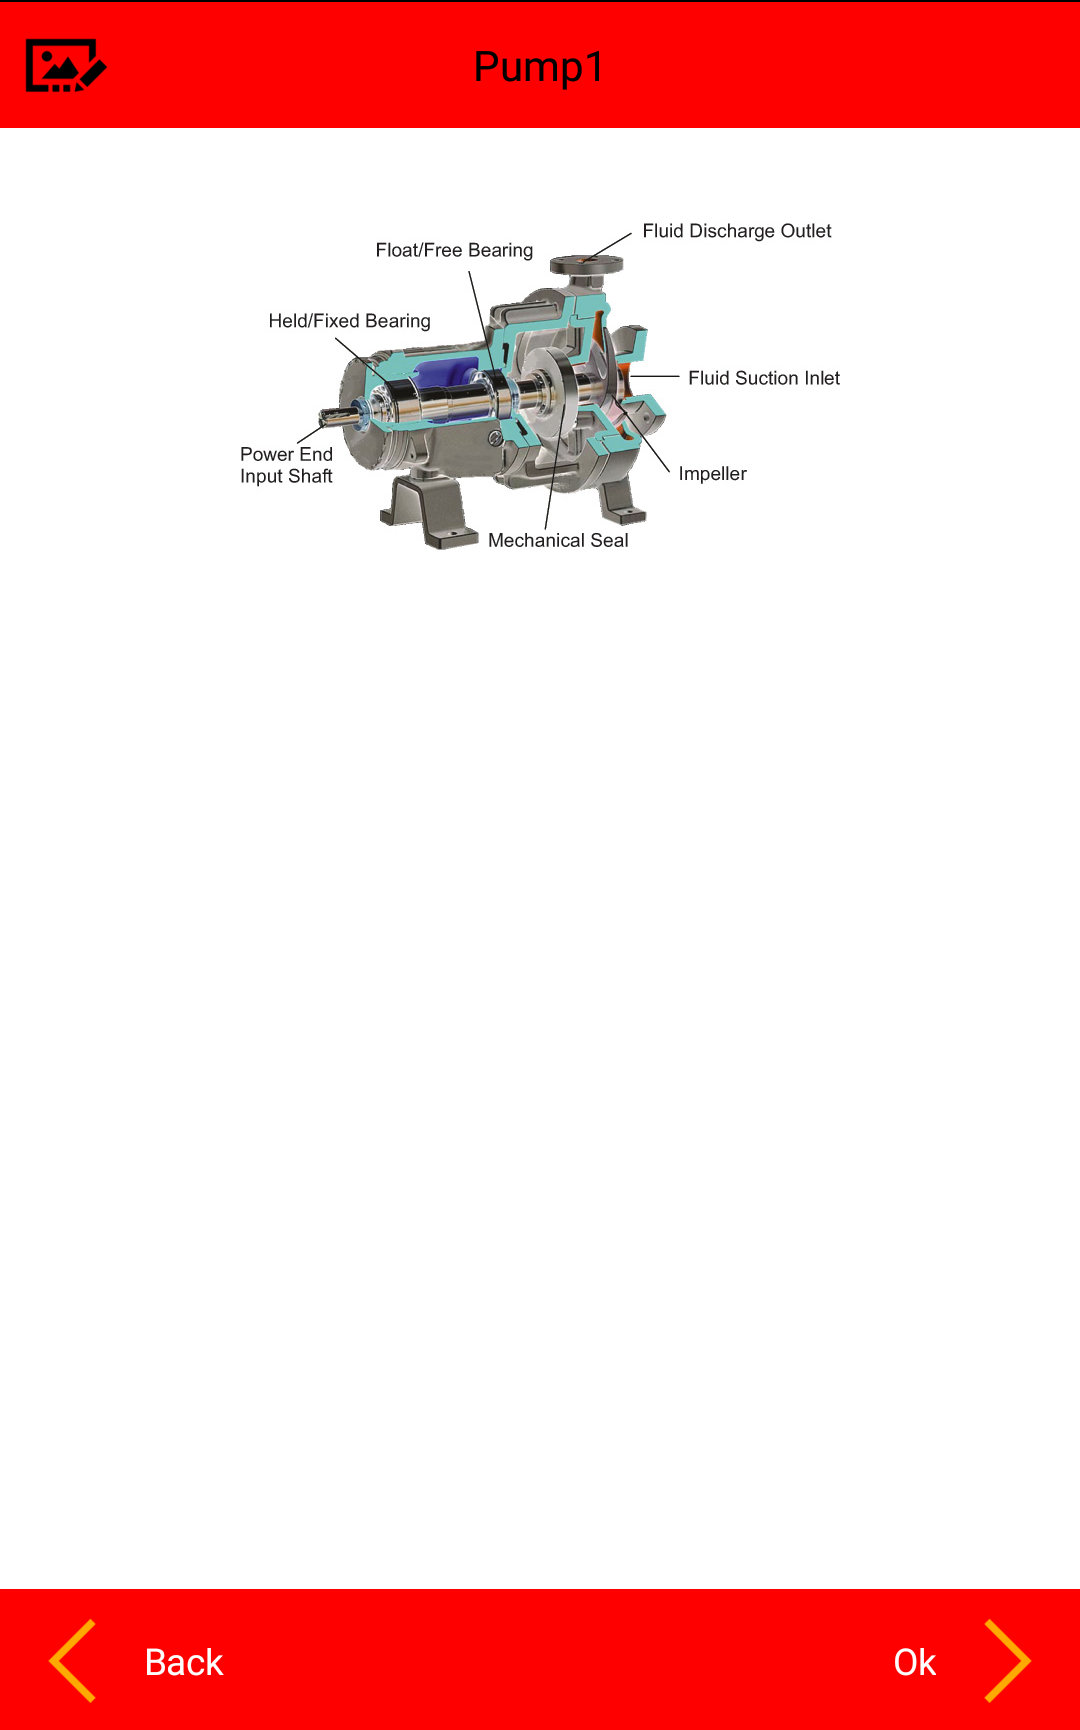 Pump1
Fluid Discharge Outlet
Float/Free Bearing
Held/Fixed Bearing
Fluid Suction Inlet
Power End
Input Shaft
Impeller
Mechanical Seal
Back
Ok